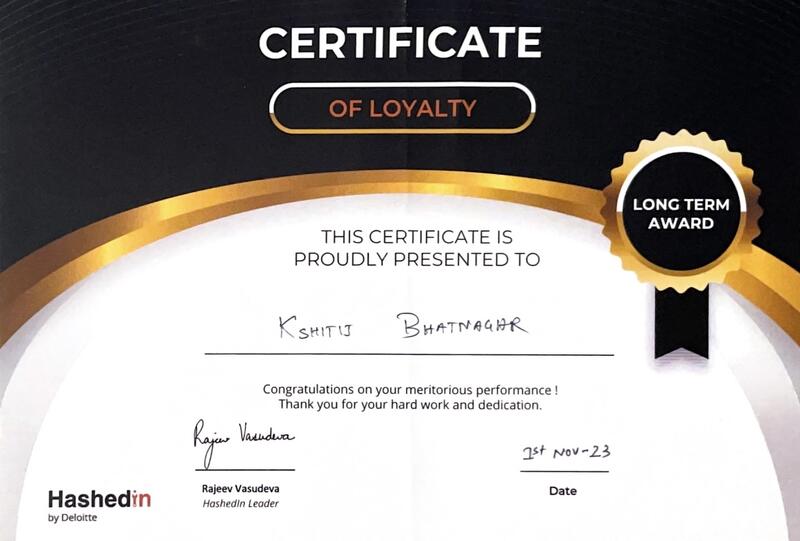 CERTIFICATE
OF LOYALTY
LONG TERM
AWARD
THIS CERTIFICATE IS
PROUDLY PRESENTED TO
KSHITIJ BHATNAGAR
Congratulations on your meritorious performance !
Thank you for your hard work and dedication.
Rajeev Vasudeva
1st NOV-23
Rajeev Vasudeva
HashedIn Leader
Date
HashedIn
by Deloitte